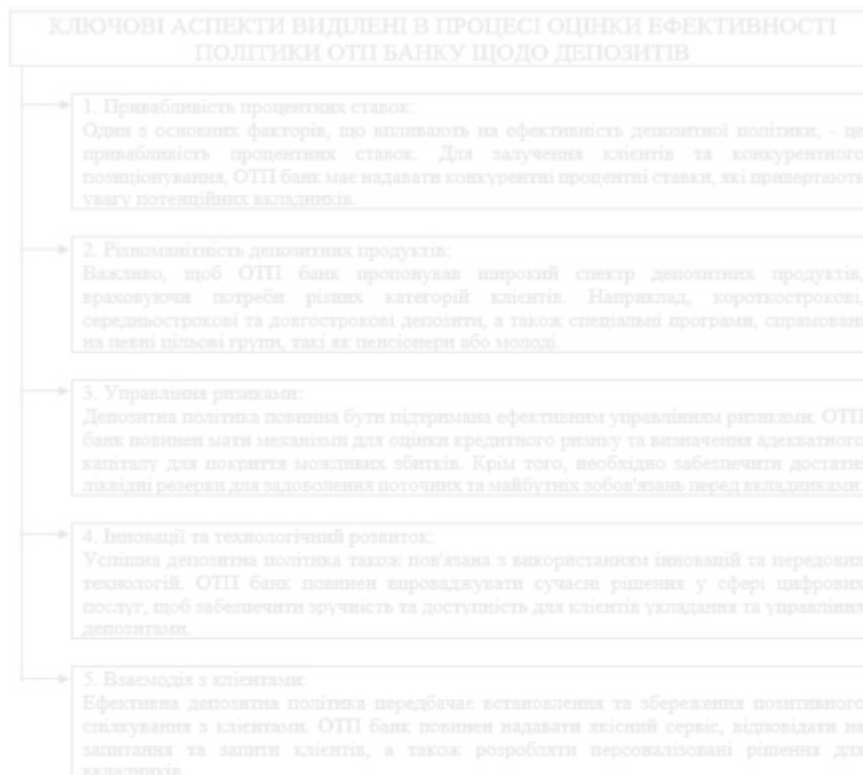 КЛЮЧОВІ АСПЕКТИ ВИДІЛЕНІ В ПРОЦЕСІ ОЦІНКИ ЕФЕКТИВНОСТІ
ПОЛІТИКИ ОТП БАНКУ ЩОДО ДЕПОЗИТІВ
1. Привабливість процентних ставок:
Один з основних факторів, що впливають на ефективність депозитної політики, - це
привабливість процентних ставок. Для залучення клієнтів та конкурентного
позиціонування, ОТП банк має надавати конкурентні процентні ставки, які привертають
увагу потенційних вкладників.
2. Різноманітність депозитних продуктів:
Важливо, щоб ОТП банк пропонував широкий спектр депозитних продуктів,
враховуючи потреби різних категорій клієнтів. Наприклад, короткострокові,
середньострокові та довгострокові депозити, а також спеціальні програми, спрямовані
на певні цільові групи, такі як пенсіонери або молоді.
3. Управління ризиками:
Депозитна політика повинна бути підтримана ефективним управлінням ризиками. ОТП
банк повинен мати механізми для оцінки кредитного ризику та визначення адекватного
капіталу для покриття можливих збитків. Крім того, необхідно забезпечити достатні
ліквідні резерви для задоволення поточних та майбутніх зобов'язань перед вкладниками.
4. Інновації та технологічний розвиток:
Успішна депозитна політика також пов'язана з використанням інновацій та передових
технологій. ОТП банк повинен впроваджувати сучасні рішення у сфері цифрових
послуг, щоб забезпечити зручність та доступність для клієнтів укладання та управління
депозитами.
5. Взаємодія з клієнтами:
Ефективна депозитна політика передбачає встановлення та збереження позитивного
спілкування з клієнтами. ОТП банк повинен надавати якісний сервіс, відповідати на
запитання та запити клієнтів, а також розробляти персоналізовані рішення для
вкладників.